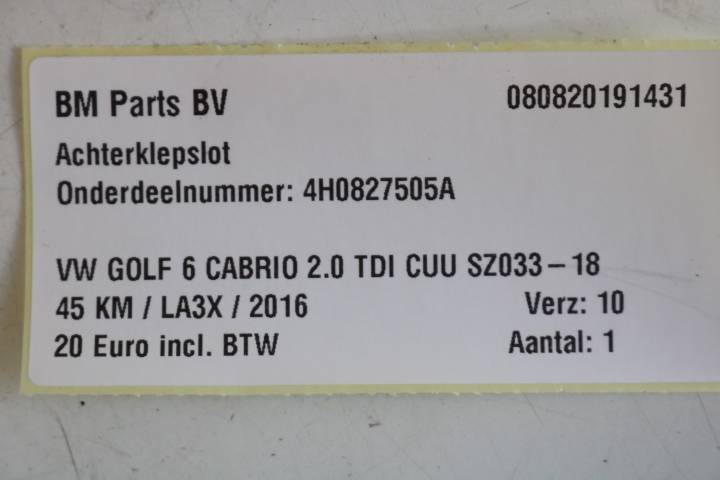 BM Parts BV 080820191431
Achterklepslot
Onderdeelnummer: 4H0827505A
VW GOLF 6 CABRIO 2.0 TDI CUU SZ033-18
45 KM / LA3X / 2016 Verz: 10
20 Euro incl. BTW Aantal: 1